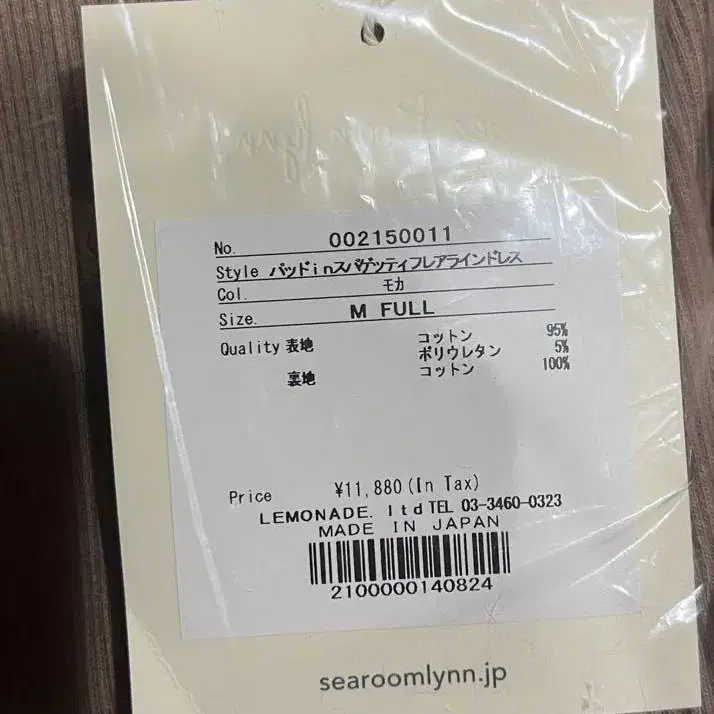 sea Room lynn
No. 002150011
Style パッドinスパゲッティフレアラインドレス
Col. モカ
Size. M FULL
Quality 表地 コットン 95%
ポリウレタン 5%
裏地 コットン 100%
Price ¥11,880(In Tax)
LEMONADE. ltd TEL 03-3460-0323
MADE IN JAPAN
2100000140824
searoomlynn.jp